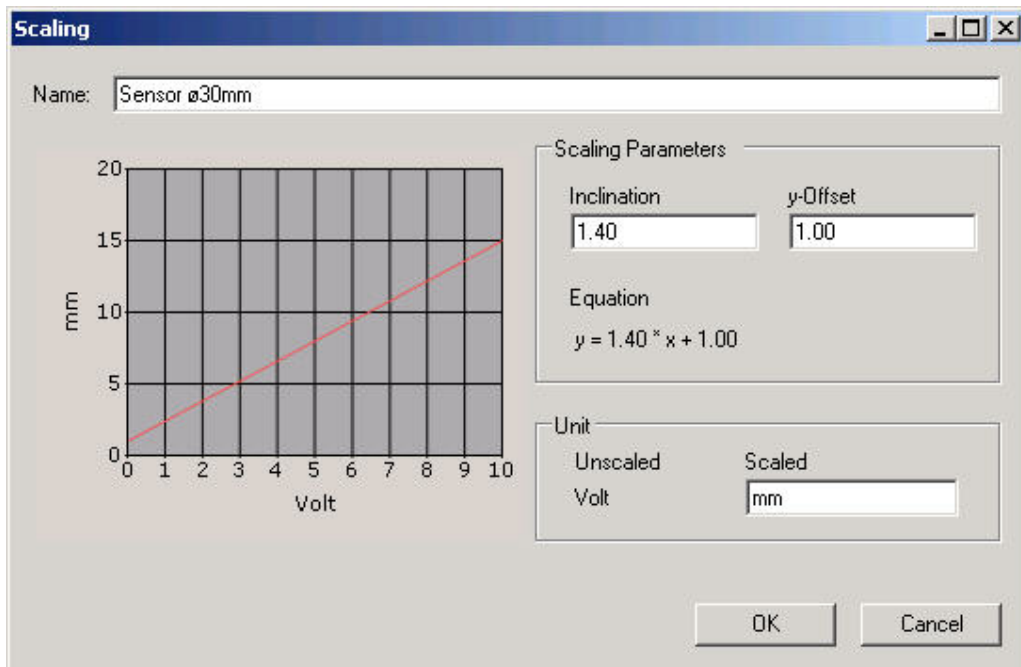 Scaling
Name: Sensor ø30mm
20
15
10
5
0
mm
0 1 2 3 4 5 6 7 8 9 10
Volt
Scaling Parameters
Inclination y-Offset
1.40 1.00
Equation
y = 1.40 * x + 1.00
Unit
Unscaled Scaled
Volt mm
OK Cancel